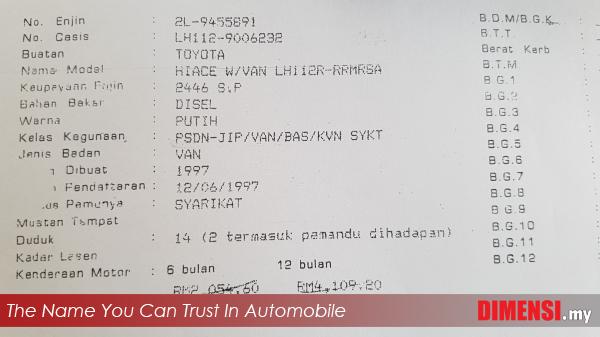 No. Enjin : 2L-9455891
No. Casis : LH112-9006232
Buatan : TOYOTA
Nama Model : HIACE W/VAN LH112R-RRMRSA
Keupayaan Enjin : 2446 S.P
Bahan Bakar : DISEL
Warna : PUTIH
Kelas Kegunaan : PSDN-JIP/VAN/BAS/KVN SYKT
Jenis Badan : VAN
Dibuat : 1997
Pendaftaran : 12/06/1997
: SYARIKAT
Muatan Tempat
Duduk : 14 (2 termasuk pemandu dihadapan)
Kadar Lesen
Kenderaan Motor : 6 bulan 12 bulan
RM2,054.60 RM4,109.20
B.D.M/B.G.K
B.T.T.
Berat Kerb
B.T.M
B.G.1
B.G.2
B.G.3
B.G.4
B.G.5
B.G.6
B.G.7
B.G.8
B.G.9
B.G.10
B.G.11
B.G.12
The Name You Can Trust In Automobile
DIMENSI.my